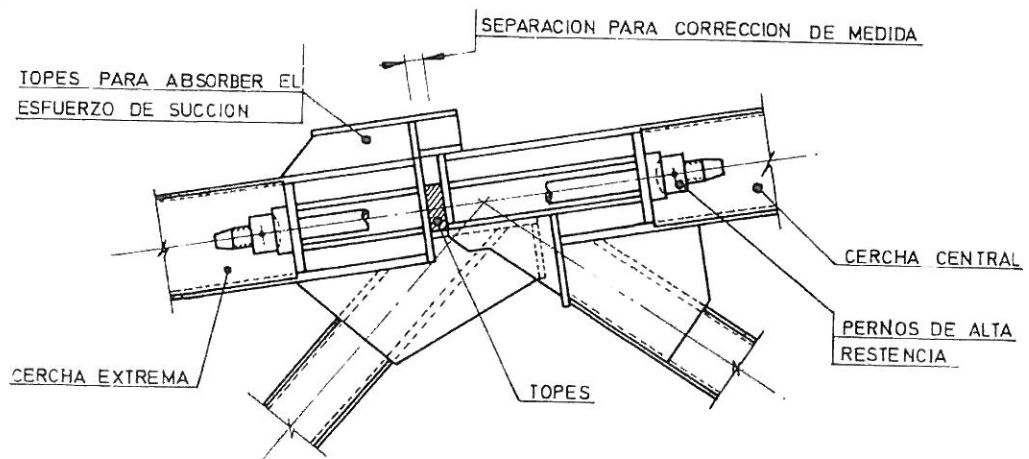 SEPARACION PARA CORRECCION DE MEDIDA
TOPES PARA ABSORBER EL
ESFUERZO DE SUCCION
CERCHA CENTRAL
PERNOS DE ALTA
RESTENCIA
CERCHA EXTREMA
TOPES